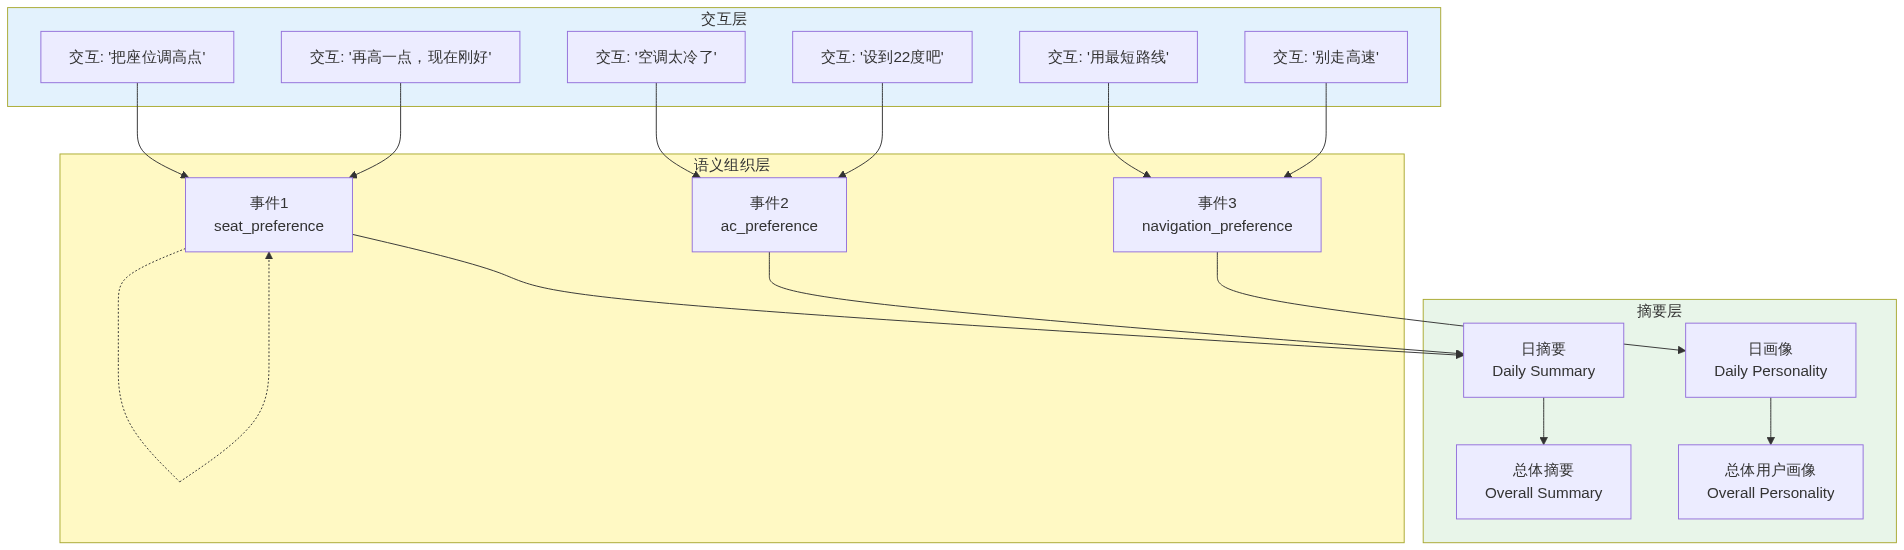 交互层
交互: '把座位调高点'
交互: '再高一点，现在刚好'
交互: '空调太冷了'
交互: '设到22度吧'
交互: '用最短路线'
交互: '别走高速'
语义组织层
事件1
seat_preference
事件2
ac_preference
事件3
navigation_preference
摘要层
日摘要
Daily Summary
日画像
Daily Personality
总体摘要
Overall Summary
总体用户画像
Overall Personality